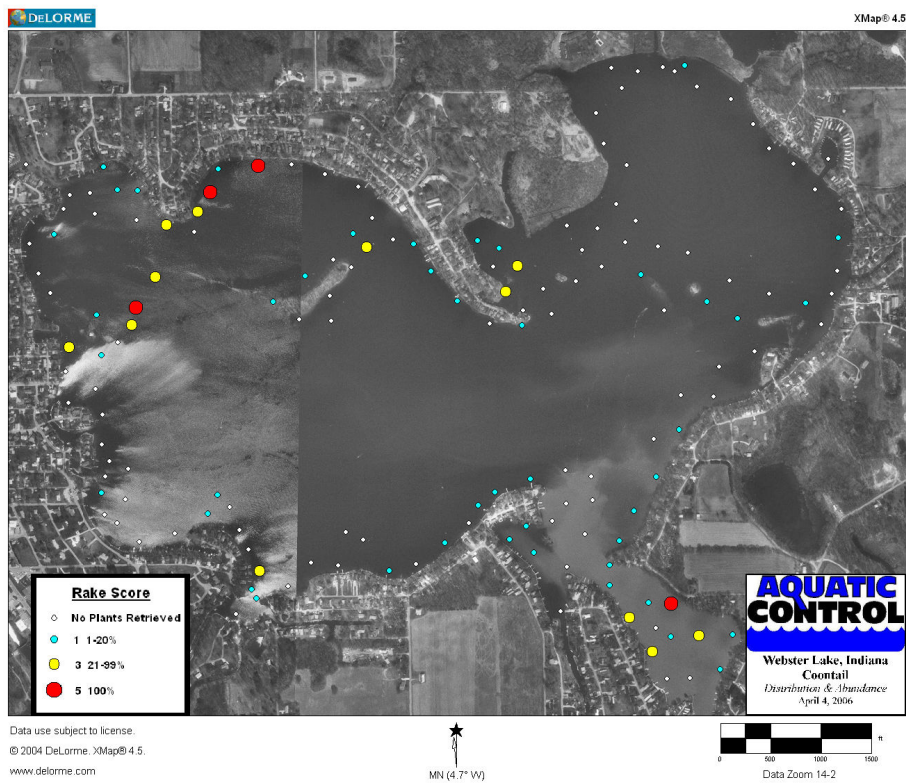 DELORME
XMap® 4.5
Rake Score
No Plants Retrieved
1 1-20%
3 21-99%
5 100%
AQUATIC
CONTROL
Webster Lake, Indiana
Coontail
Distribution & Abundance
April 4, 2006
Data use subject to license.
© 2004 DeLorme. XMap® 4.5.
www.delorme.com
MN (4.7° W)
ft
0 500 1000 1500
Data Zoom 14-2